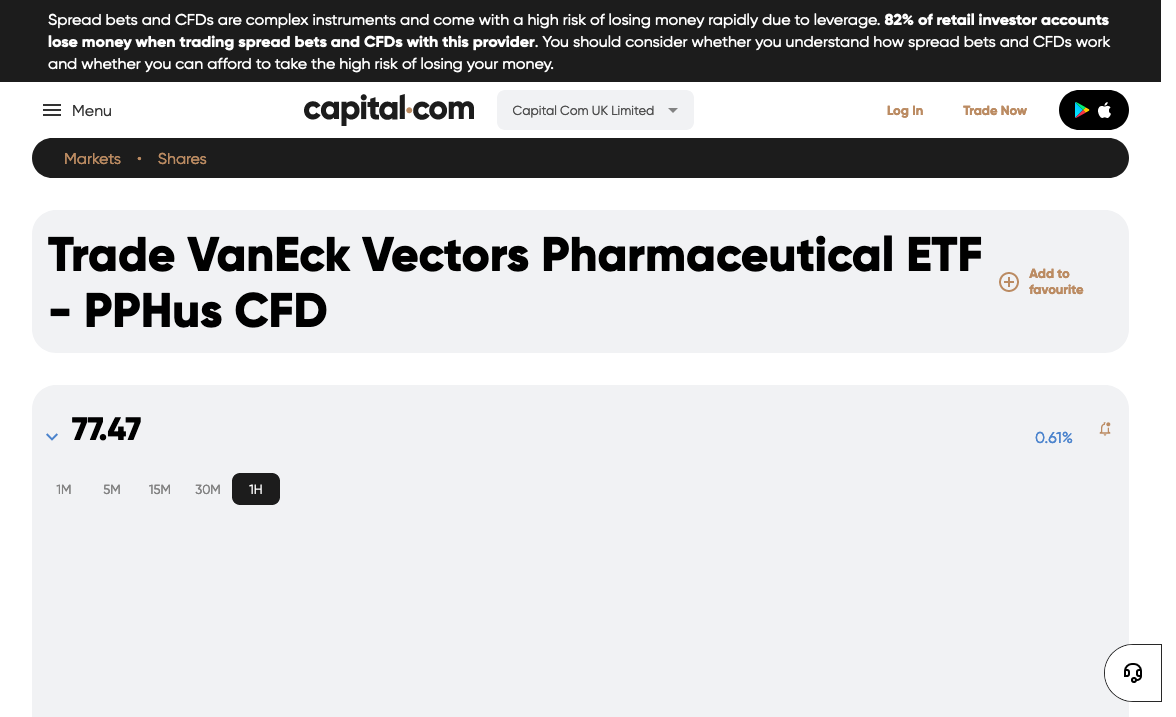 Spread bets and CFDs are complex instruments and come with a high risk of losing money rapidly due to leverage. 82% of retail investor accounts
lose money when trading spread bets and CFDs with this provider. You should consider whether you understand how spread bets and CFDs work
and whether you can afford to take the high risk of losing your money.
Menu
capital.com
Capital Com UK Limited
Log In
Trade Now
Markets • Shares
Trade VanEck Vectors Pharmaceutical ETF
- PPHus CFD
Add to
favourite
77.47
0.61%
1M 5M 15M 30M 1H